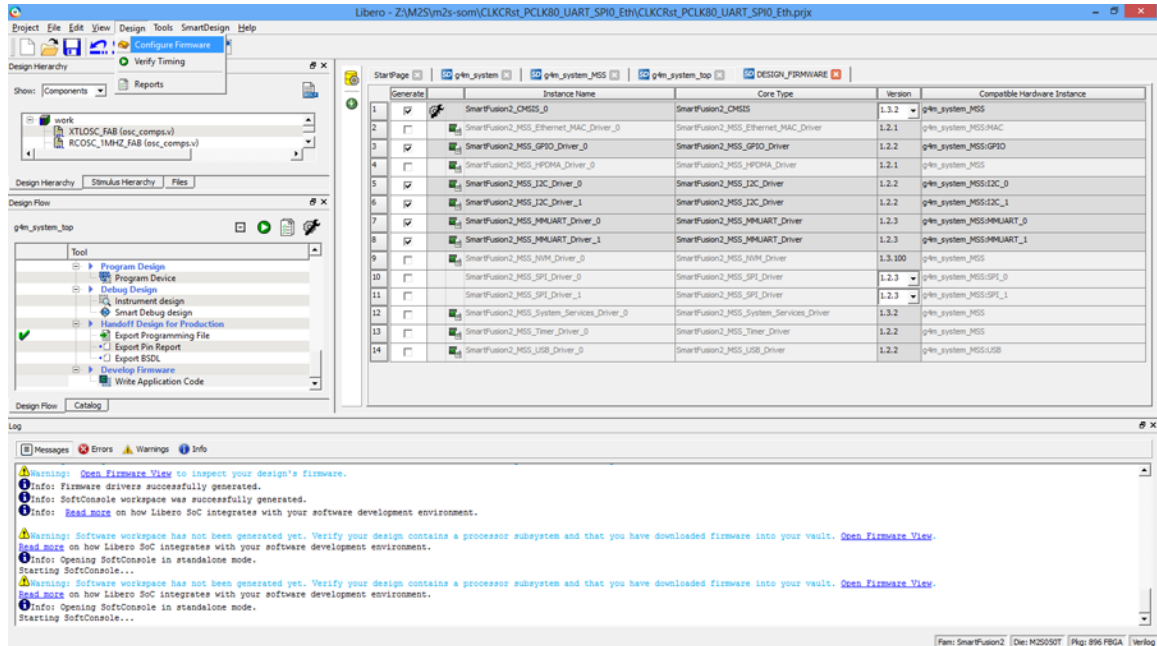 Libero - Z:\M2S\m2s-som\CLKCRst_PCLK80_UART_SPI0_Eth\CLKCRst_PCLK80_UART_SPI0_Eth.prjx
Project File Edit View Design Tools SmartDesign Help
Configure Firmware
Verify Timing
Reports
Design Hierarchy
Show: Components
work
XTLOSC_FAB (osc_comps.v)
RCOSC_1MHZ_FAB (osc_comps.v)
Design Hierarchy Stimulus Hierarchy Files
Design Flow
g4m_system_top
Tool
Program Design
Program Device
Debug Design
Instrument design
Smart Debug design
Handoff Design for Production
Export Programming File
Export Pin Report
Export BSDL
Develop Firmware
Write Application Code
Design Flow Catalog
StartPage g4m_system g4m_system_MSS g4m_system_top DESIGN_FIRMWARE
Generate Instance Name Core Type Version Compatible Hardware Instance
1 SmartFusion2_CMSIS_0 SmartFusion2_CMSIS 1.3.2 g4m_system_MSS
2 SmartFusion2_MSS_Ethernet_MAC_Driver_0 SmartFusion2_MSS_Ethernet_MAC_Driver 1.2.1 g4m_system_MSS:MAC
3 SmartFusion2_MSS_GPIO_Driver_0 SmartFusion2_MSS_GPIO_Driver 1.2.2 g4m_system_MSS:GPIO
4 SmartFusion2_MSS_HPDMA_Driver_0 SmartFusion2_MSS_HPDMA_Driver 1.2.1 g4m_system_MSS
5 SmartFusion2_MSS_I2C_Driver_0 SmartFusion2_MSS_I2C_Driver 1.2.2 g4m_system_MSS:I2C_0
6 SmartFusion2_MSS_I2C_Driver_1 SmartFusion2_MSS_I2C_Driver 1.2.2 g4m_system_MSS:I2C_1
7 SmartFusion2_MSS_MMUART_Driver_0 SmartFusion2_MSS_MMUART_Driver 1.2.3 g4m_system_MSS:MMUART_0
8 SmartFusion2_MSS_MMUART_Driver_1 SmartFusion2_MSS_MMUART_Driver 1.2.3 g4m_system_MSS:MMUART_1
9 SmartFusion2_MSS_NVM_Driver_0 SmartFusion2_MSS_NVM_Driver 1.3.100 g4m_system_MSS
10 SmartFusion2_MSS_SPI_Driver_0 SmartFusion2_MSS_SPI_Driver 1.2.3 g4m_system_MSS:SPI_0
11 SmartFusion2_MSS_SPI_Driver_1 SmartFusion2_MSS_SPI_Driver 1.2.3 g4m_system_MSS:SPI_1
12 SmartFusion2_MSS_System_Services_Driver_0 SmartFusion2_MSS_System_Services_Driver 1.3.2 g4m_system_MSS
13 SmartFusion2_MSS_Timer_Driver_0 SmartFusion2_MSS_Timer_Driver 1.2.2 g4m_system_MSS
14 SmartFusion2_MSS_USB_Driver_0 SmartFusion2_MSS_USB_Driver 1.2.2 g4m_system_MSS:USB
Log
Messages Errors Warnings Info
Warning: Open Firmware View to inspect your design's firmware.
Info: Firmware drivers successfully generated.
Info: SoftConsole workspace was successfully generated.
Info: Read more on how Libero SoC integrates with your software development environment.
Warning: Software workspace has not been generated yet. Verify your design contains a processor subsystem and that you have downloaded firmware into your vault. Open Firmware View.
Read more on how Libero SoC integrates with your software development environment.
Info: Opening SoftConsole in standalone mode.
Starting SoftConsole...
Warning: Software workspace has not been generated yet. Verify your design contains a processor subsystem and that you have downloaded firmware into your vault. Open Firmware View.
Read more on how Libero SoC integrates with your software development environment.
Info: Opening SoftConsole in standalone mode.
Starting SoftConsole...
Fam: SmartFusion2 Die: M2S050T Pkg: 896 FBGA Verilog